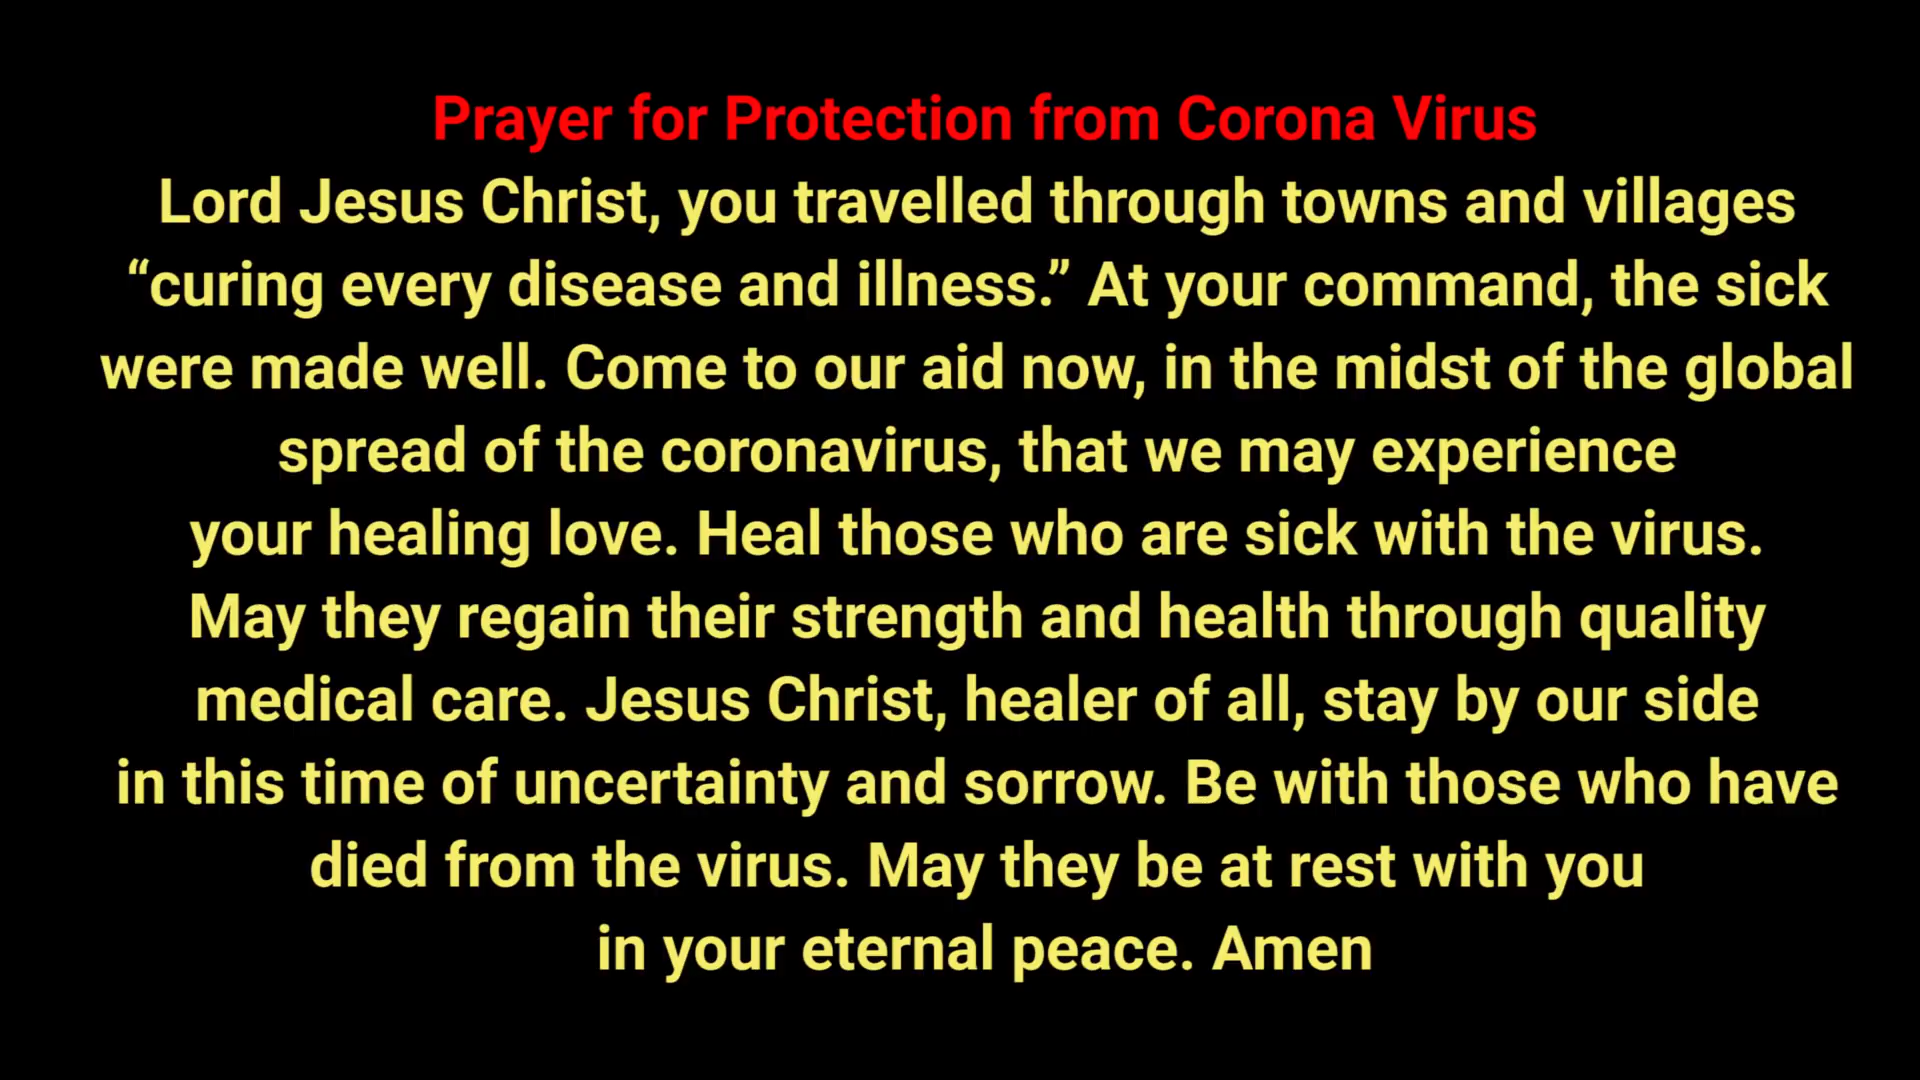 Prayer for Protection from Corona Virus
Lord Jesus Christ, you travelled through towns and villages
“curing every disease and illness.” At your command, the sick
were made well. Come to our aid now, in the midst of the global
spread of the coronavirus, that we may experience
your healing love. Heal those who are sick with the virus.
May they regain their strength and health through quality
medical care. Jesus Christ, healer of all, stay by our side
in this time of uncertainty and sorrow. Be with those who have
died from the virus. May they be at rest with you
in your eternal peace. Amen